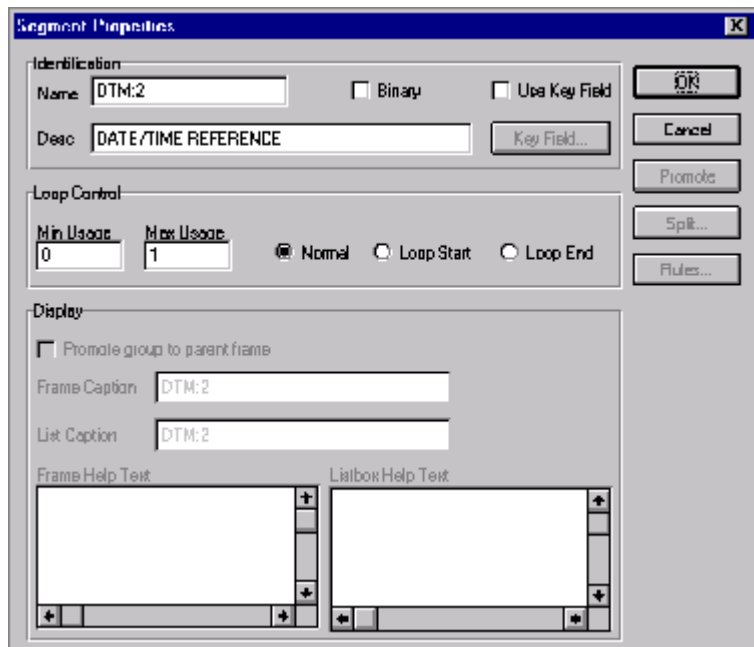 Segment Properties
Identification
Name DTM:2 Binary Use Key Field
Desc DATE/TIME REFERENCE Key Field...
OK
Cancel
Promote
Split...
Rules...
Loop Control
Min Usage Max Usage
0 1 Normal Loop Start Loop End
Display
Promote group to parent frame
Frame Caption DTM:2
List Caption DTM:2
Frame Help Text Listbox Help Text